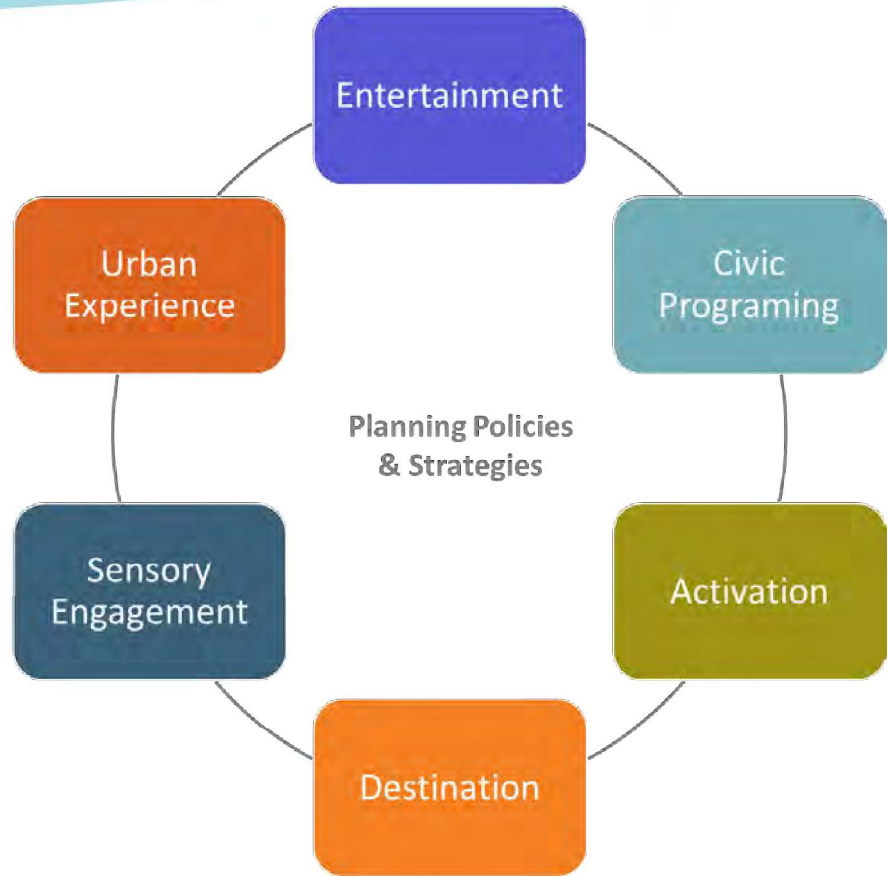 Entertainment
Civic
Programing
Activation
Destination
Sensory
Engagement
Urban
Experience
Planning Policies
& Strategies